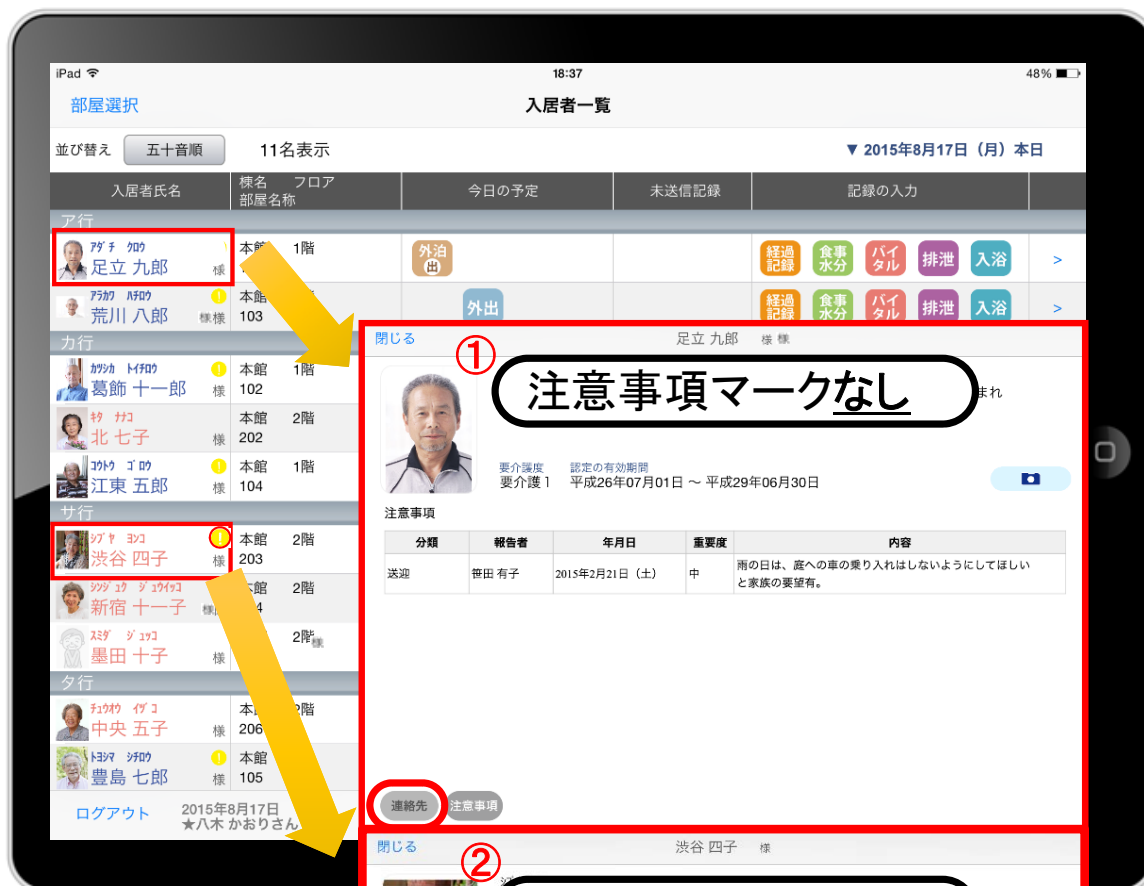 iPad 18:37 48%
部屋選択 入居者一覧
並び替え 五十音順 11名表示 ▼ 2015年8月17日（月）本日
入居者氏名 棟名 フロア 部屋名称 今日の予定 未送信記録 記録の入力
ア行
アダチ クロウ
足立 九郎 様 本館 1階 外泊 出 経過記録 食事水分 バイタル 排泄 入浴 >
アラカワ ハチロウ
荒川 八郎 様様 本館 103 外出 経過記録 食事水分 バイタル 排泄 入浴 >
カ行
カツシカ トイチロウ
葛飾 十一郎 様 本館 1階 102
キタ ナナコ
北 七子 様 本館 2階 202
コウトウ ゴロウ
江東 五郎 様 本館 1階 104
サ行
シブヤ ヨンコ
渋谷 四子 様 本館 2階 203
シンジュク ジュウイッコ
新宿 十一子 館 2階
スミダ ジュッコ
墨田 十子 様 2階 様
タ行
チュウオウ イツコ
中央 五子 様 2階 206
トヨシマ シチロウ
豊島 七郎 様 本館 105
ログアウト 2015年8月17日
★八木 かおりさん
閉じる 足立 九郎 様 様
①
注意事項マークなし
まれ
要介護度 認定の有効期間
要介護1 平成26年07月01日 ～ 平成29年06月30日
注意事項
分類 報告者 年月日 重要度 内容
送迎 笹田 有子 2015年2月21日（土） 中 雨の日は、庭への車の乗り入れはしないようにしてほしい
と家族の要望有。
連絡先 注意事項
閉じる 渋谷 四子 様
②